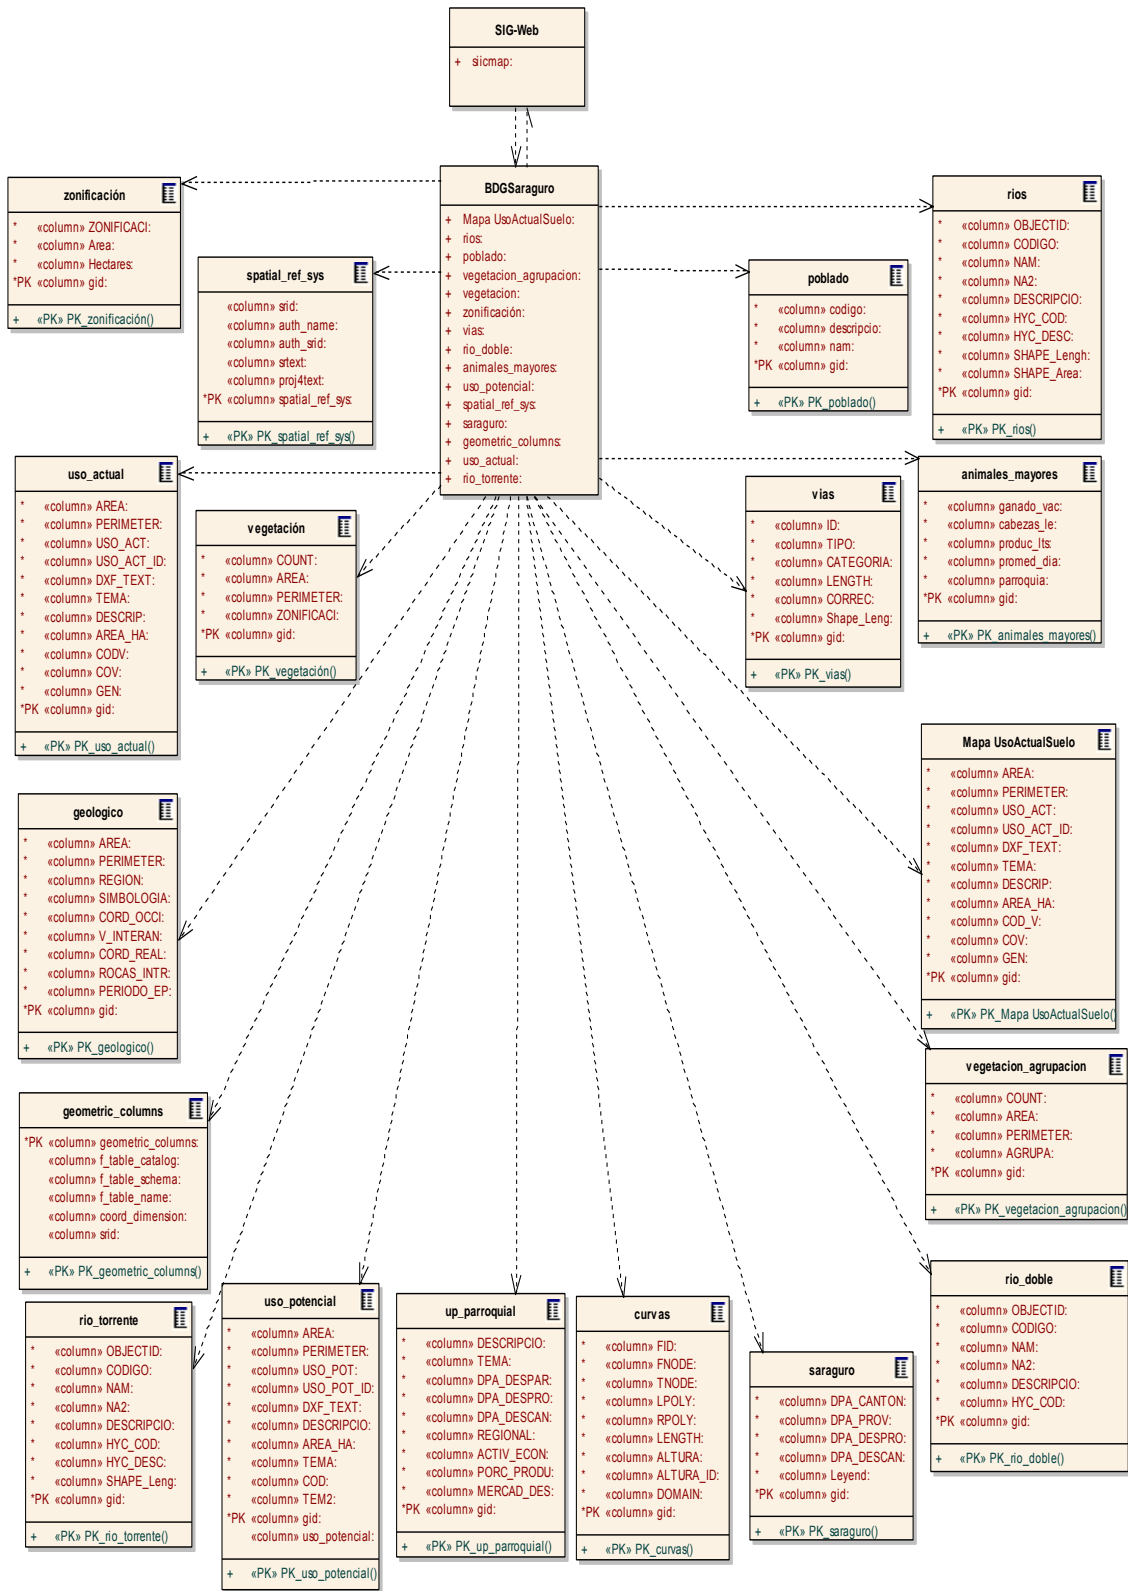 SIG-Web
+ siicmap:
BDGSaraguro
+ Mapa UsoActualSuelo:
+ rios:
+ poblado:
+ vegetacion_agrupacion:
+ vegetacion:
+ zonificación:
+ vias:
+ rio_doble:
+ animales_mayores:
+ uso_potencial:
+ spatial_ref_sys:
+ saraguro:
+ geometric_columns:
+ uso_actual:
+ rio_torrente:
zonificación
* «column» ZONIFICACI:
* «column» Area:
* «column» Hectares:
*PK «column» gid:
+ «PK» PK_zonificación()
spatial_ref_sys
«column» srid:
«column» auth_name:
«column» auth_srid:
«column» srtext:
«column» proj4text:
*PK «column» spatial_ref_sys:
+ «PK» PK_spatial_ref_sys()
poblado
* «column» codigo:
* «column» descripcio:
* «column» nam:
*PK «column» gid:
+ «PK» PK_poblado()
rios
* «column» OBJECTID:
* «column» CODIGO:
* «column» NAM:
* «column» NA2:
* «column» DESCRIPCIO:
* «column» HYC_COD:
* «column» HYC_DESC:
* «column» SHAPE_Lengh:
* «column» SHAPE_Area:
*PK «column» gid:
+ «PK» PK_rios()
uso_actual
* «column» AREA:
* «column» PERIMETER:
* «column» USO_ACT:
* «column» USO_ACT_ID:
* «column» DXF_TEXT:
* «column» TEMA:
* «column» DESCRIP:
* «column» AREA_HA:
* «column» CODV:
* «column» COV:
* «column» GEN:
*PK «column» gid:
+ «PK» PK_uso_actual()
vegetación
* «column» COUNT:
* «column» AREA:
* «column» PERIMETER:
* «column» ZONIFICACI:
*PK «column» gid:
+ «PK» PK_vegetación()
vias
* «column» ID:
* «column» TIPO:
* «column» CATEGORIA:
* «column» LENGTH:
* «column» CORREC:
* «column» Shape_Leng:
*PK «column» gid:
+ «PK» PK_vias()
animales_mayores
* «column» ganado_vac:
* «column» cabezas_le:
* «column» produc_lts:
* «column» promed_dia:
* «column» parroquia:
*PK «column» gid:
+ «PK» PK_animales_mayores()
Mapa UsoActualSuelo
* «column» AREA:
* «column» PERIMETER:
* «column» USO_ACT:
* «column» USO_ACT_ID:
* «column» DXF_TEXT:
* «column» TEMA:
* «column» DESCRIP:
* «column» AREA_HA:
* «column» COD_V:
* «column» COV:
* «column» GEN:
*PK «column» gid:
+ «PK» PK_Mapa UsoActualSuelo()
geologico
* «column» AREA:
* «column» PERIMETER:
* «column» REGION:
* «column» SIMBOLOGIA:
* «column» CORD_OCCI:
* «column» V_INTERAN:
* «column» CORD_REAL:
* «column» ROCAS_INTR:
* «column» PERIODO_EP:
*PK «column» gid:
+ «PK» PK_geologico()
vegetacion_agrupacion
* «column» COUNT:
* «column» AREA:
* «column» PERIMETER:
* «column» AGRUPA:
*PK «column» gid:
+ «PK» PK_vegetacion_agrupacion()
geometric_columns
*PK «column» geometric_columns:
«column» f_table_catalog:
«column» f_table_schema:
«column» f_table_name:
«column» coord_dimension:
«column» srid:
+ «PK» PK_geometric_columns()
rio_torrente
* «column» OBJECTID:
* «column» CODIGO:
* «column» NAM:
* «column» NA2:
* «column» DESCRIPCIO:
* «column» HYC_COD:
* «column» HYC_DESC:
* «column» SHAPE_Leng:
*PK «column» gid:
+ «PK» PK_rio_torrente()
uso_potencial
* «column» AREA:
* «column» PERIMETER:
* «column» USO_POT:
* «column» USO_POT_ID:
* «column» DXF_TEXT:
* «column» DESCRIPCIO:
* «column» AREA_HA:
* «column» TEMA:
* «column» COD:
* «column» TEM2:
*PK «column» gid:
«column» uso_potencial:
+ «PK» PK_uso_potencial()
up_parroquial
* «column» DESCRIPCIO:
* «column» TEMA:
* «column» DPA_DESPAR:
* «column» DPA_DESPRO:
* «column» DPA_DESCAN:
* «column» REGIONAL:
* «column» ACTIV_ECON:
* «column» PORC_PRODU:
* «column» MERCAD_DES:
*PK «column» gid:
+ «PK» PK_up_parroquial()
curvas
* «column» FID:
* «column» FNODE:
* «column» TNODE:
* «column» LPOLY:
* «column» RPOLY:
* «column» LENGTH:
* «column» ALTURA:
* «column» ALTURA_ID:
* «column» DOMAIN:
*PK «column» gid:
+ «PK» PK_curvas()
saraguro
* «column» DPA_CANTON:
* «column» DPA_PROV:
* «column» DPA_DESPRO:
* «column» DPA_DESCAN:
* «column» Leyend:
*PK «column» gid:
+ «PK» PK_saraguro()
rio_doble
* «column» OBJECTID:
* «column» CODIGO:
* «column» NAM:
* «column» NA2:
* «column» DESCRIPCIO:
* «column» HYC_COD:
*PK «column» gid:
+ «PK» PK_rio_doble()